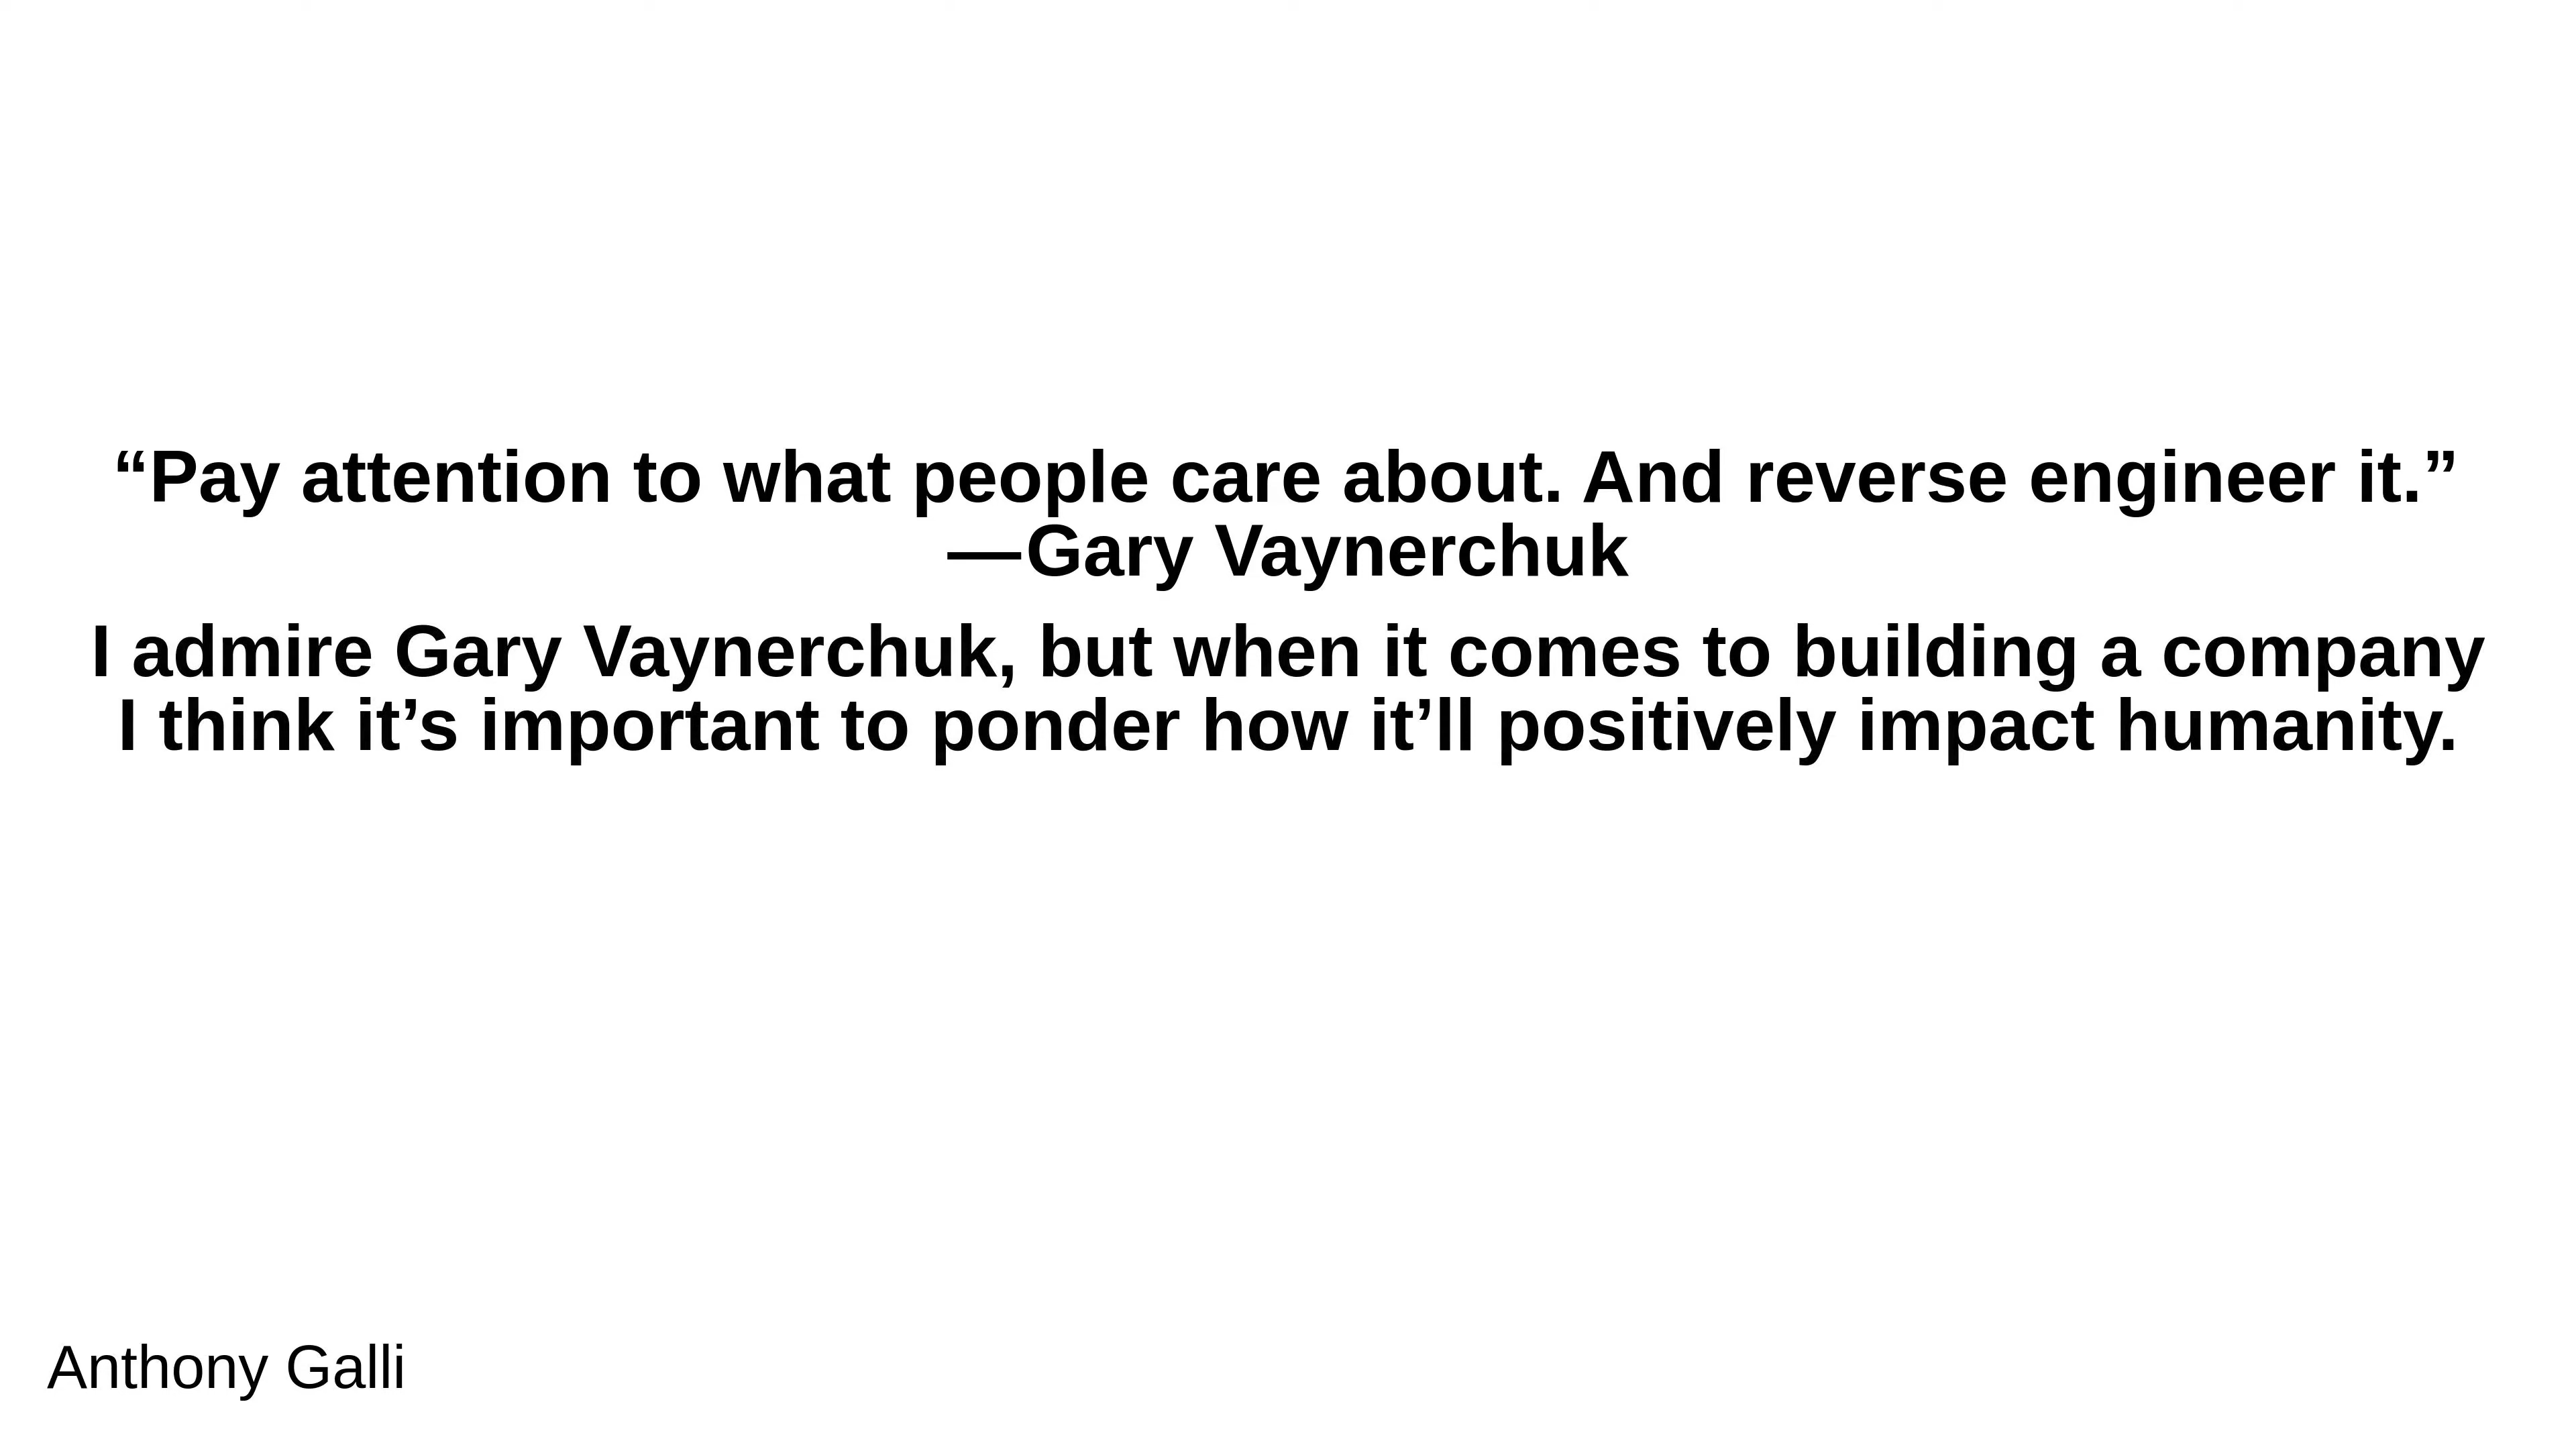 “Pay attention to what people care about. And reverse engineer it.”
—Gary Vaynerchuk
I admire Gary Vaynerchuk, but when it comes to building a company
I think it’s important to ponder how it’ll positively impact humanity.
Anthony Galli